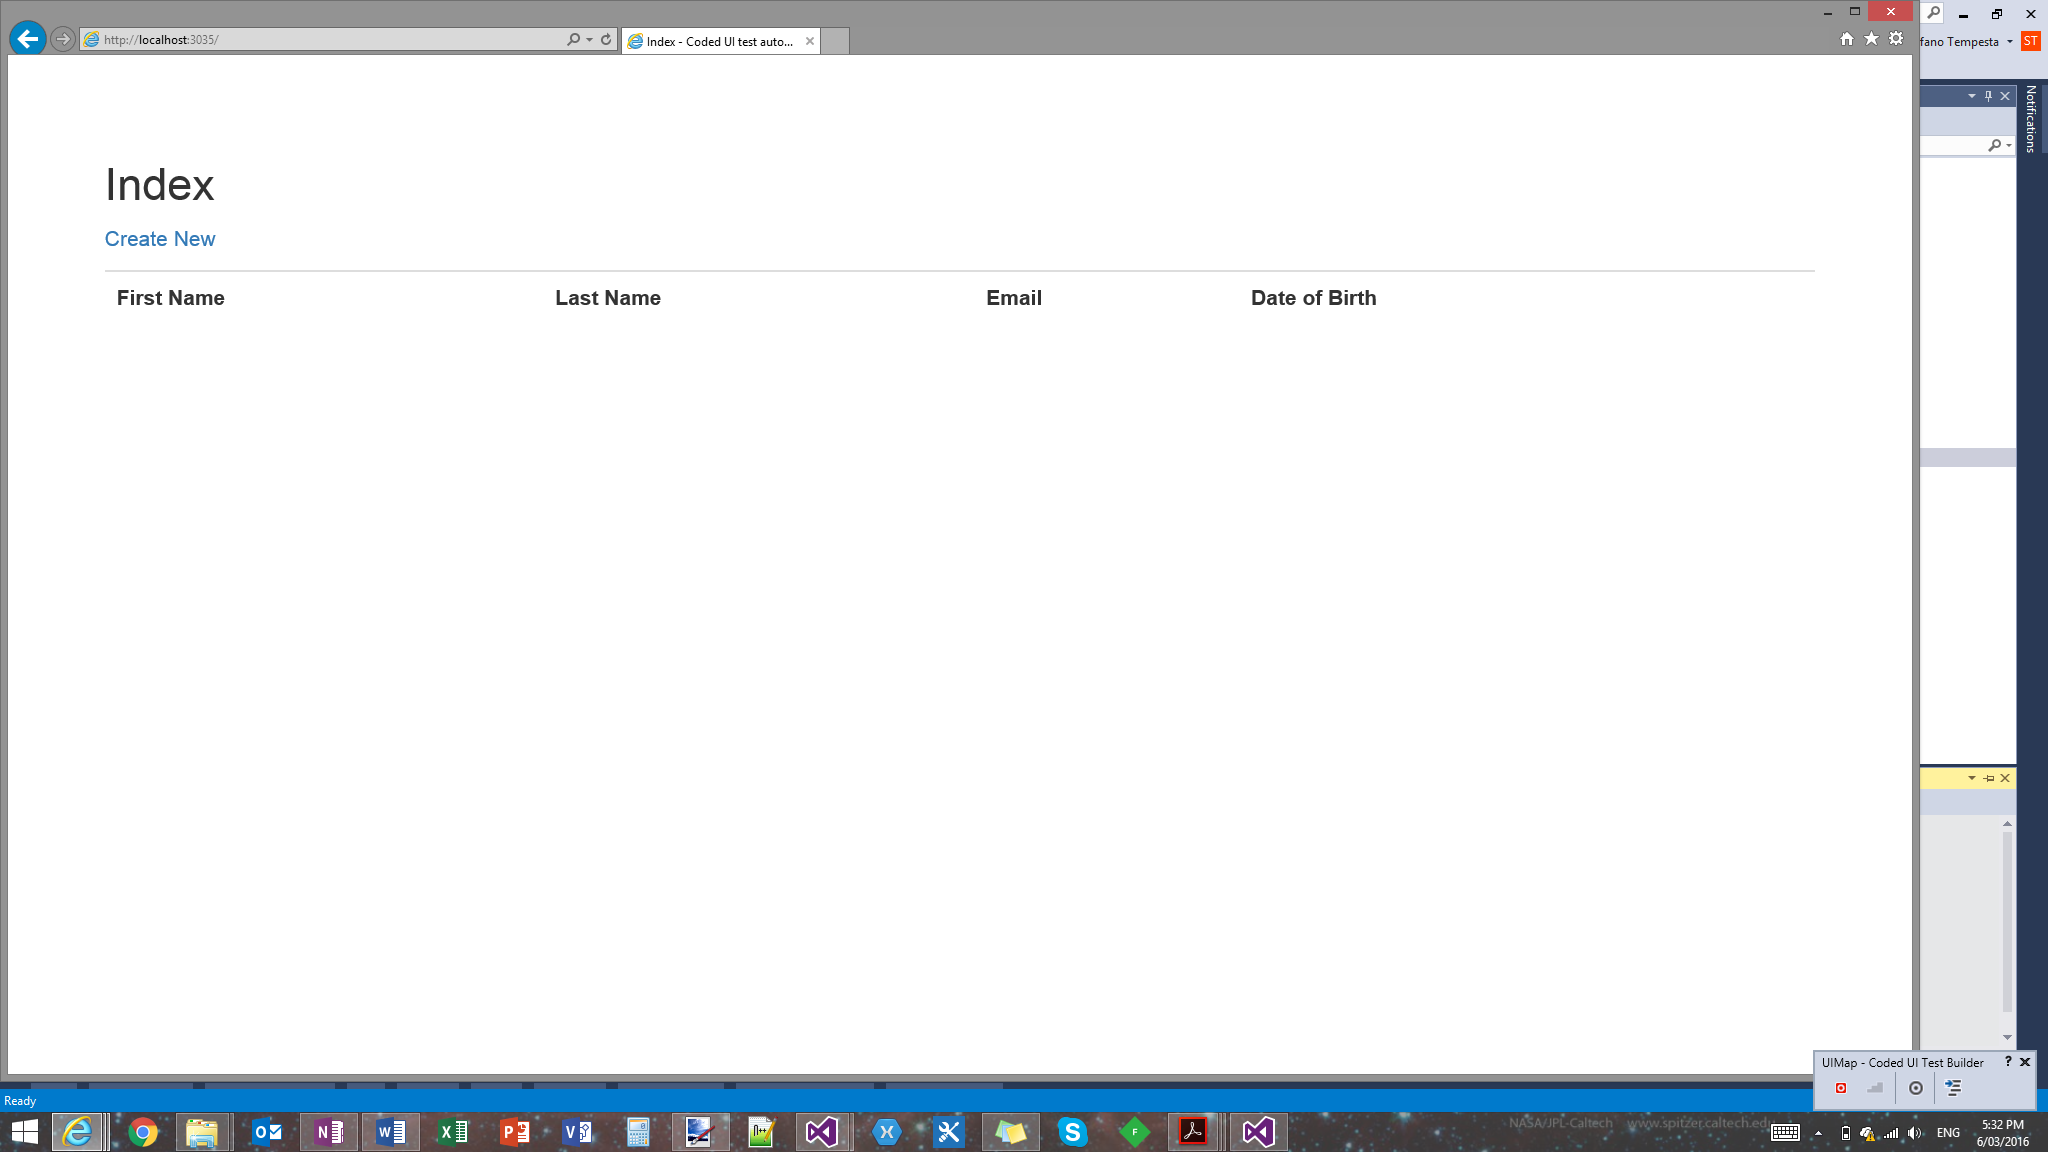 http://localhost:3035/
Index - Coded UI test auto...
fano Tempesta
ST
Notifications
Index
Create New
First Name Last Name Email Date of Birth
UIMap - Coded UI Test Builder
?
Ready
NASA/JPL-Caltech www.spitzer.caltech.ed
ENG
5:32 PM
6/03/2016